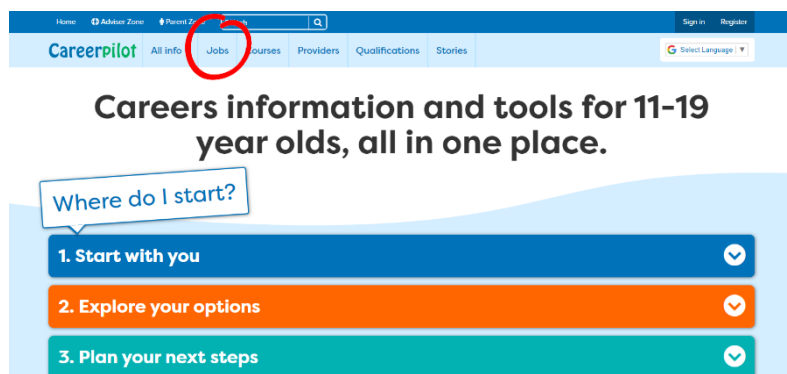 Home Adviser Zone Parent Sign in Register
Careerpilot All info Jobs Courses Providers Qualifications Stories G Select Language
Careers information and tools for 11-19
year olds, all in one place.
Where do I start?
1. Start with you
2. Explore your options
3. Plan your next steps